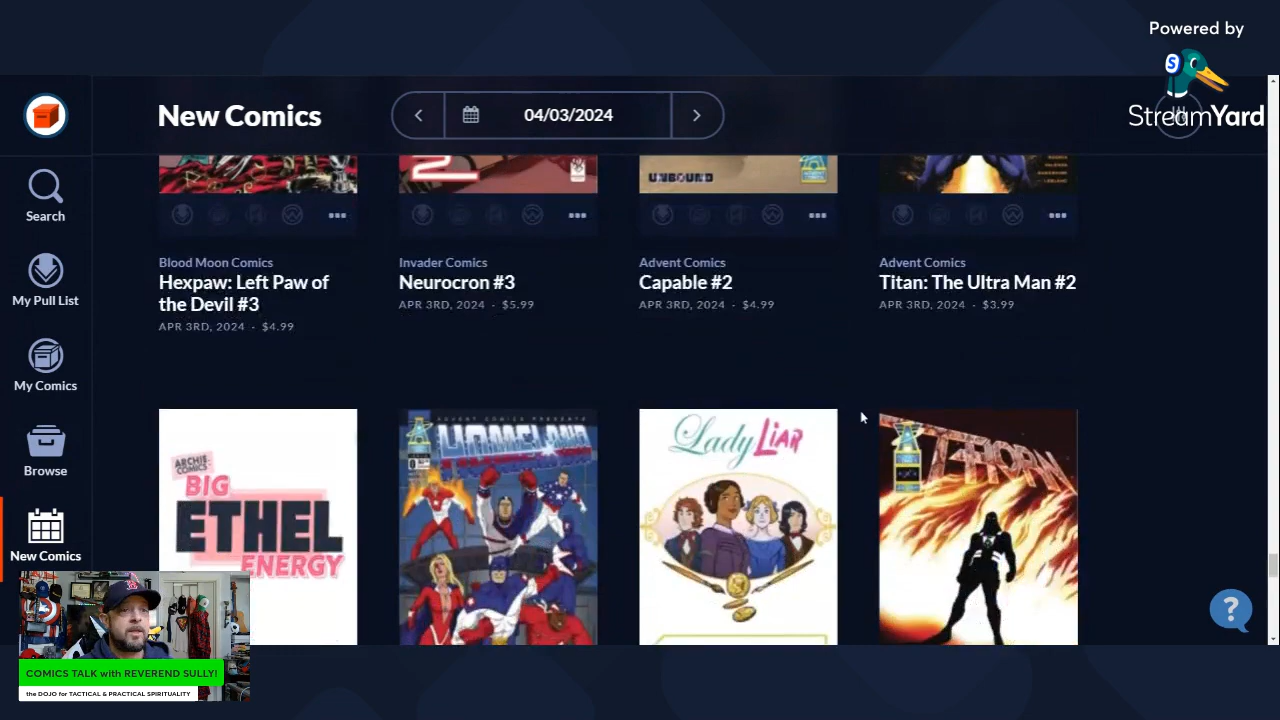 Powered by
StreamYard
New Comics
04/03/2024
Search
My Pull List
My Comics
Browse
New Comics
UNBOUND
Blood Moon Comics
Hexpaw: Left Paw of
the Devil #3
APR 3RD, 2024 · $4.99
Invader Comics
Neurocron #3
APR 3RD, 2024 · $5.99
Advent Comics
Capable #2
APR 3RD, 2024 · $4.99
Advent Comics
Titan: The Ultra Man #2
APR 3RD, 2024 · $3.99
ARCHIE
COMICS
BIG
ETHEL
ENERGY
ADVENT COMICS PRESENTS
HOMELAND
Lady LIAR
?
COMICS TALK with REVEREND SULLY!
the DOJO for TACTICAL & PRACTICAL SPIRITUALITY